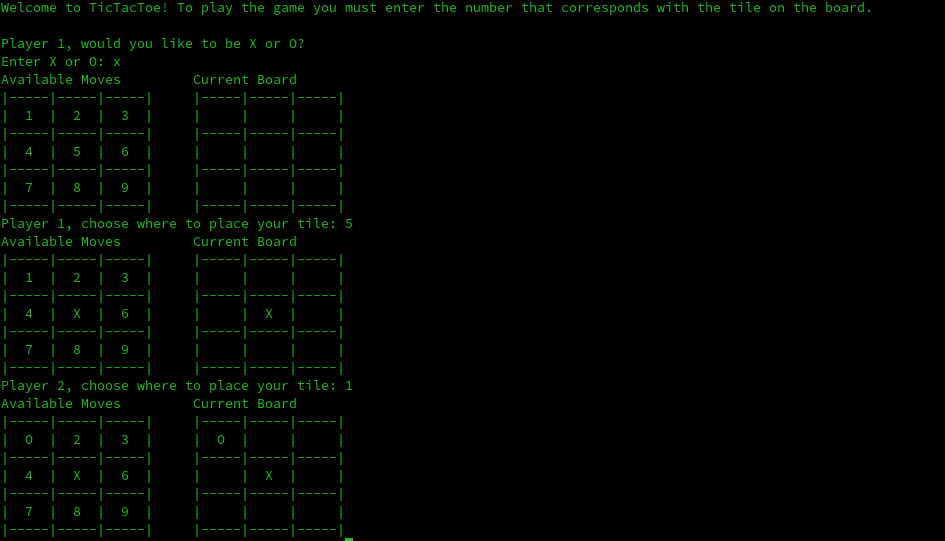 Welcome to TicTacToe! To play the game you must enter the number that corresponds with the tile on the board.

Player 1, would you like to be X or O?
Enter X or O: x
Available Moves         Current Board
|-----|-----|-----|     |-----|-----|-----|
|  1  |  2  |  3  |     |     |     |     |
|-----|-----|-----|     |-----|-----|-----|
|  4  |  5  |  6  |     |     |     |     |
|-----|-----|-----|     |-----|-----|-----|
|  7  |  8  |  9  |     |     |     |     |
|-----|-----|-----|     |-----|-----|-----|
Player 1, choose where to place your tile: 5
Available Moves         Current Board
|-----|-----|-----|     |-----|-----|-----|
|  1  |  2  |  3  |     |     |     |     |
|-----|-----|-----|     |-----|-----|-----|
|  4  |  X  |  6  |     |     |  X  |     |
|-----|-----|-----|     |-----|-----|-----|
|  7  |  8  |  9  |     |     |     |     |
|-----|-----|-----|     |-----|-----|-----|
Player 2, choose where to place your tile: 1
Available Moves         Current Board
|-----|-----|-----|     |-----|-----|-----|
|  O  |  2  |  3  |     |  O  |     |     |
|-----|-----|-----|     |-----|-----|-----|
|  4  |  X  |  6  |     |     |  X  |     |
|-----|-----|-----|     |-----|-----|-----|
|  7  |  8  |  9  |     |     |     |     |
|-----|-----|-----|     |-----|-----|-----|